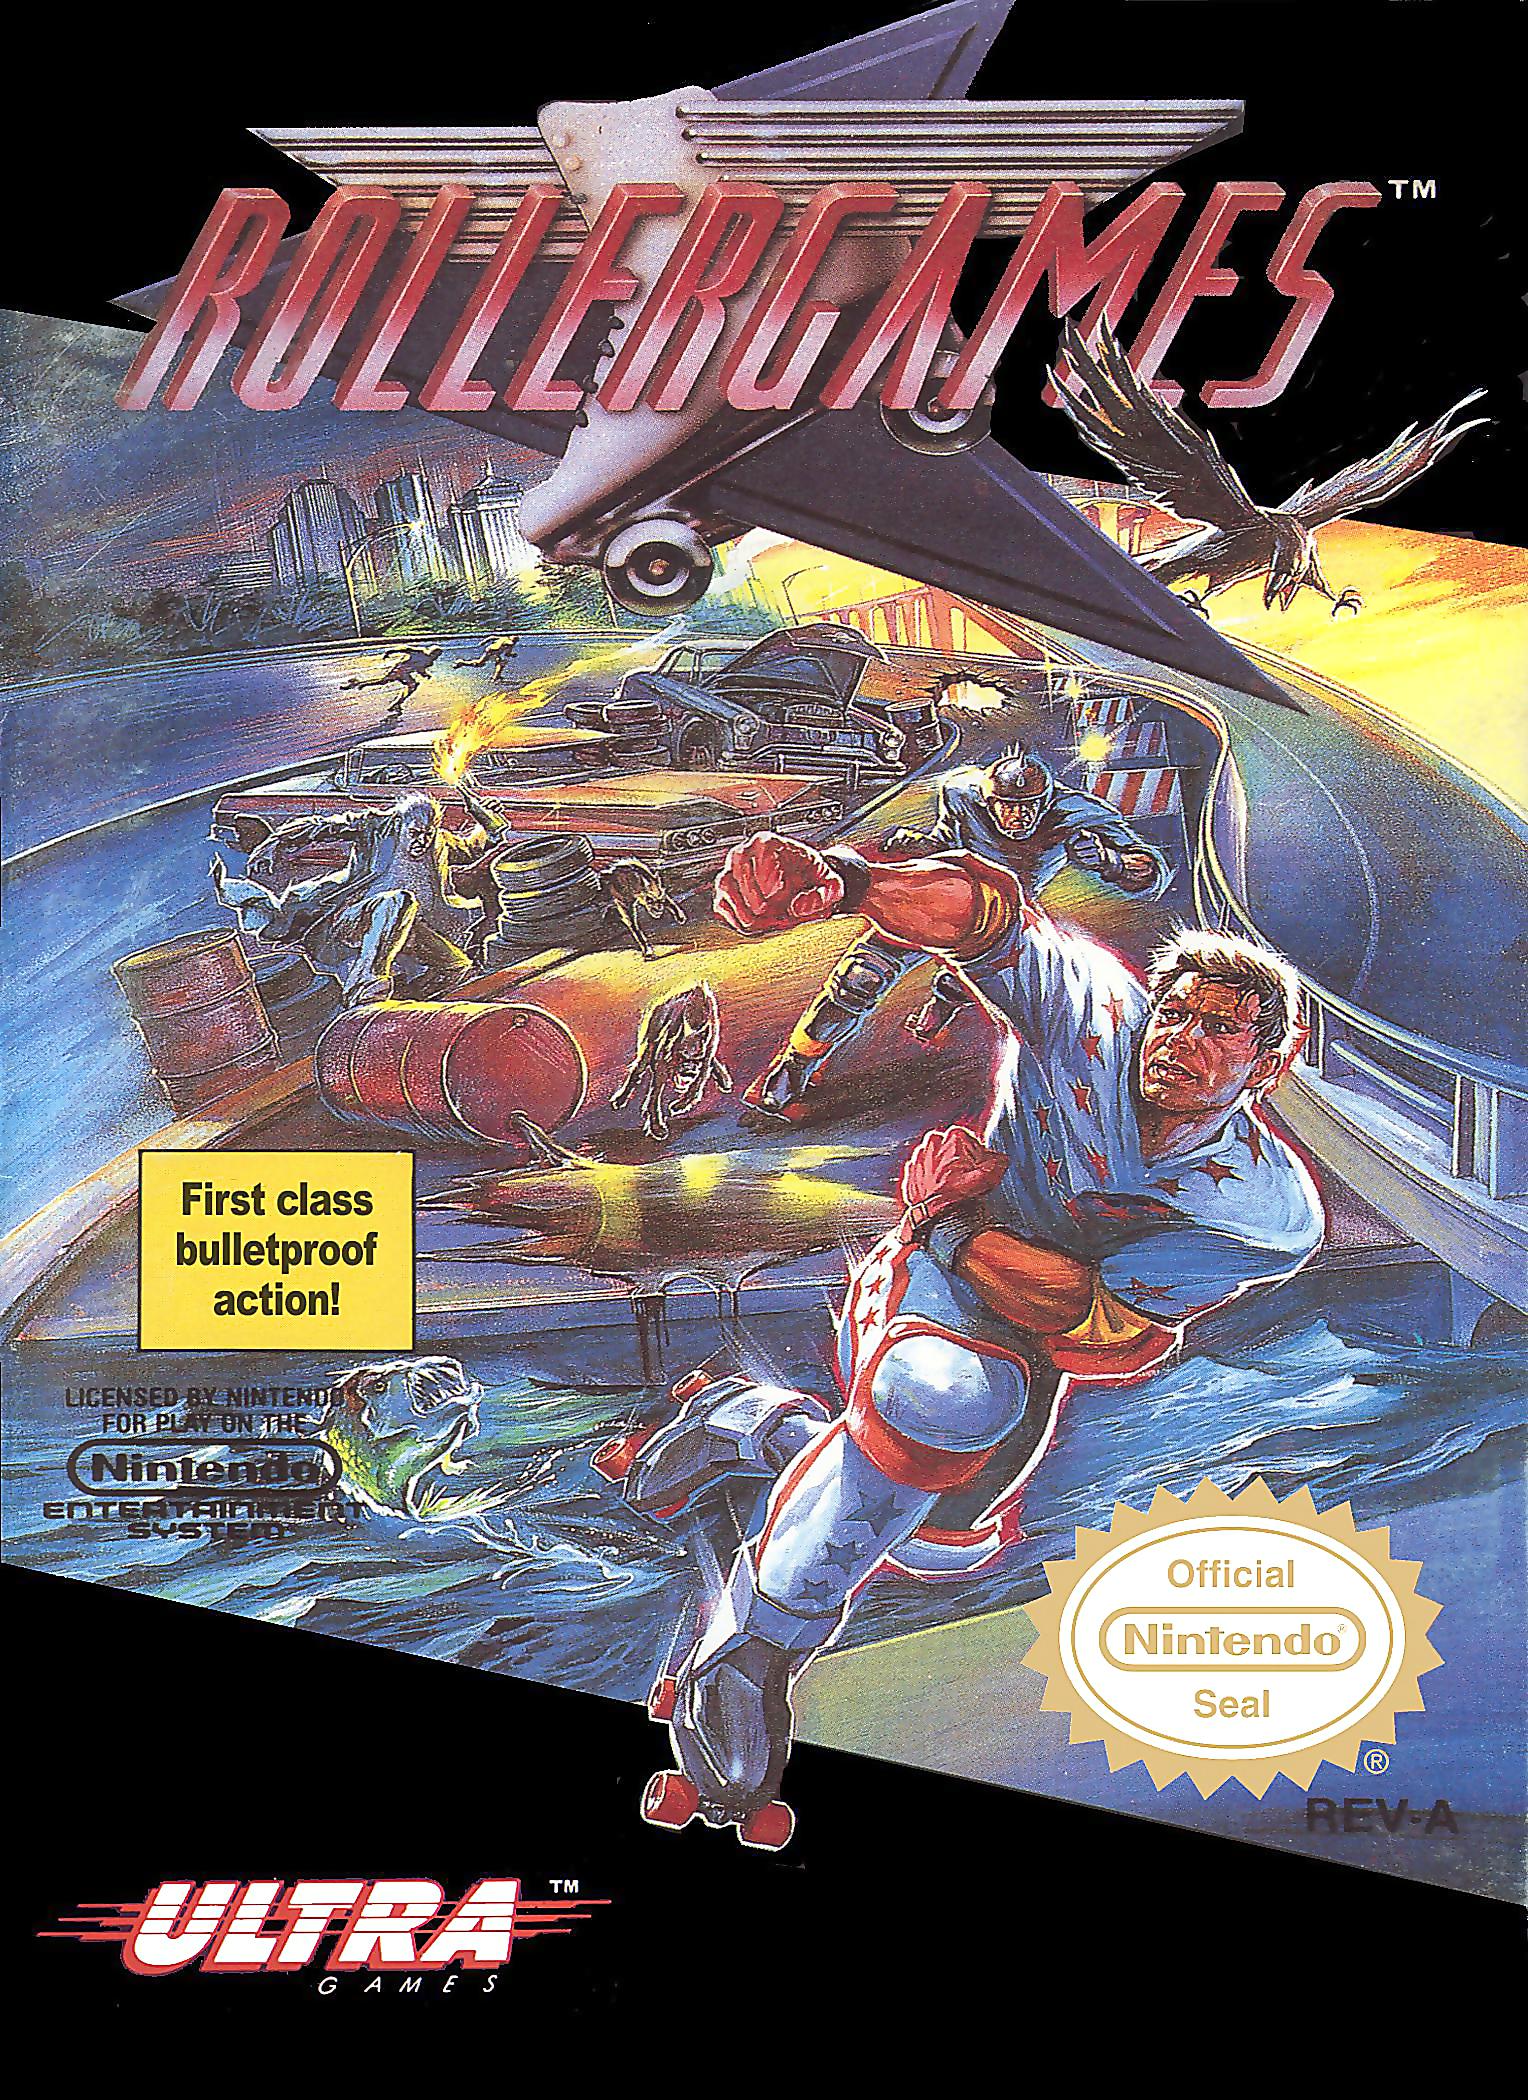 ROLLERGAMES™
First class
bulletproof
action!
LICENSED BY NINTENDO
FOR PLAY ON THE
Nintendo
ENTERTAINMENT
SYSTEM
Official
Nintendo®
Seal
®
REV-A
ULTRA™
GAMES